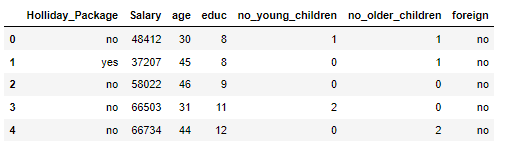 Holliday_Package Salary age educ no_young_children no_older_children foreign
0 no 48412 30 8 1 1 no
1 yes 37207 45 8 0 1 no
2 no 58022 46 9 0 0 no
3 no 66503 31 11 2 0 no
4 no 66734 44 12 0 2 no